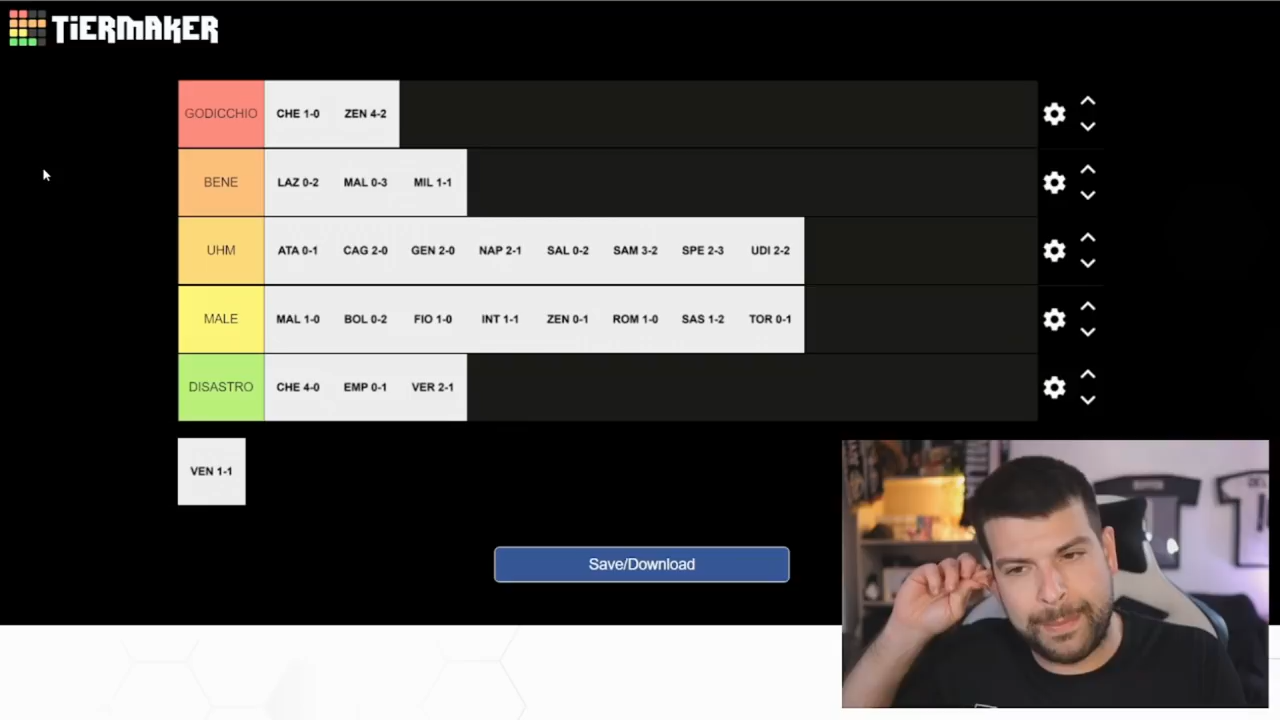 TiERMAKER
GODICCHIO CHE 1-0 ZEN 4-2
BENE LAZ 0-2 MAL 0-3 MIL 1-1
UHM ATA 0-1 CAG 2-0 GEN 2-0 NAP 2-1 SAL 0-2 SAM 3-2 SPE 2-3 UDI 2-2
MALE MAL 1-0 BOL 0-2 FIO 1-0 INT 1-1 ZEN 0-1 ROM 1-0 SAS 1-2 TOR 0-1
DISASTRO CHE 4-0 EMP 0-1 VER 2-1
VEN 1-1
Save/Download